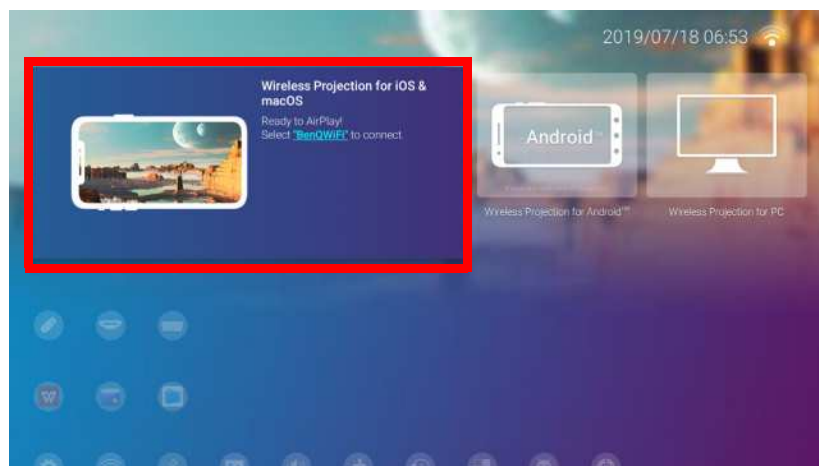 2019/07/18 06:53
Wireless Projection for iOS &
macOS
Ready to AirPlay!
Select "BenQWiFi" to connect.
Android™
Wireless Projection for Android™
Wireless Projection for PC